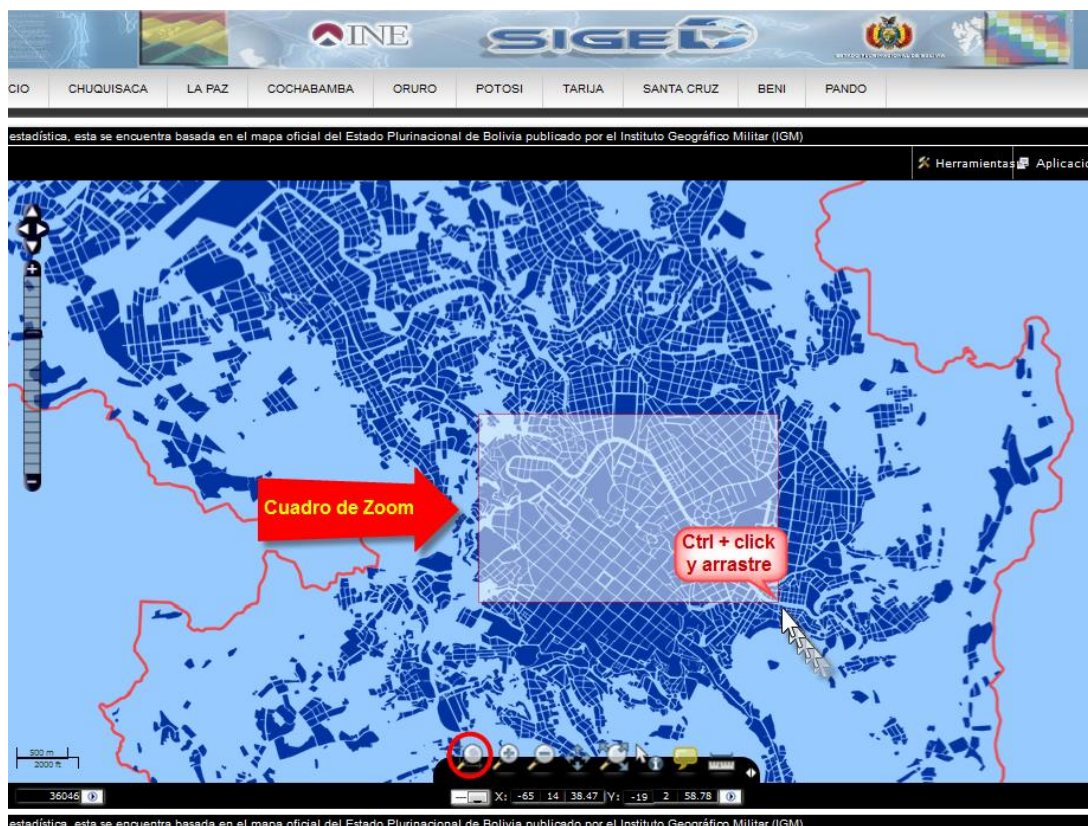 INE
SIGED
ESTADO PLURINACIONAL DE BOLIVIA
CIO CHUQUISACA LA PAZ COCHABAMBA ORURO POTOSI TARIJA SANTA CRUZ BENI PANDO
estadística, esta se encuentra basada en el mapa oficial del Estado Plurinacional de Bolivia publicado por el Instituto Geográfico Militar (IGM)
Herramientas Aplicacio
Cuadro de Zoom
Ctrl + click
y arrastre
500 m
2000 ft
36046 X: -65 14 38.47 Y: -19 2 58.78
estadística, esta se encuentra basada en el mapa oficial del Estado Plurinacional de Bolivia publicado por el Instituto Geográfico Militar (IGM)